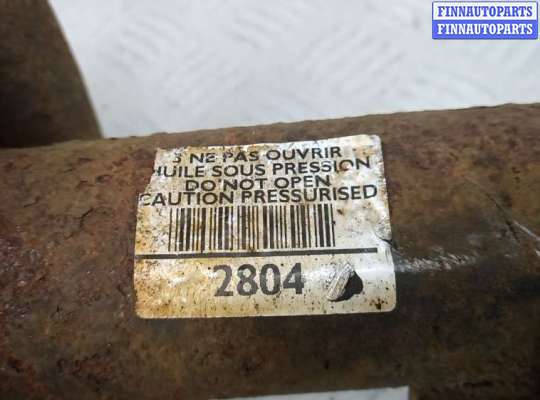 FINNAUTOPARTS
FINNAUTOPARTS
NE PAS OUVRIR
HUILE SOUS PRESSION
DO NOT OPEN
CAUTION PRESSURISED
2804